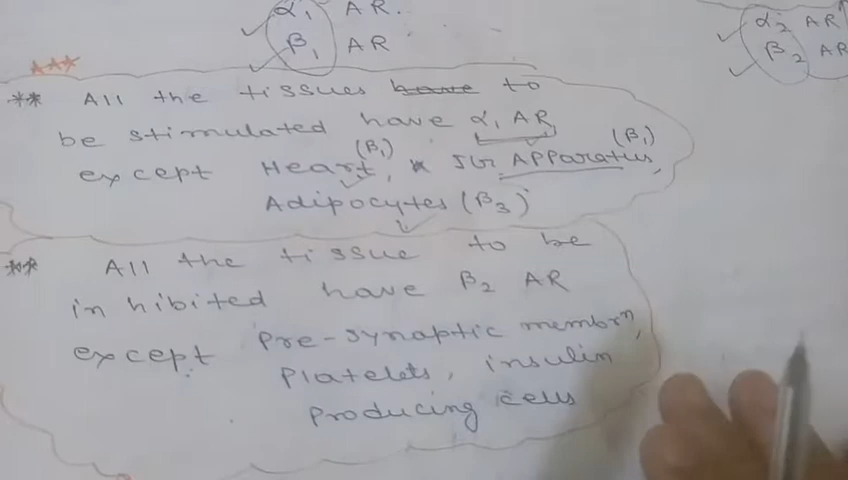 α₁ AR.
β₁ AR
α₂ AR
β₂ AR
** All the tissues have to
be stimulated have α₁ AR
except Heart (β₁), JG Apparatus (β₁),
Adipocytes (β₃)
** All the tissue to be
inhibited have β₂ AR
except pre-synaptic membrⁿ,
platelets, insulin
producing cells